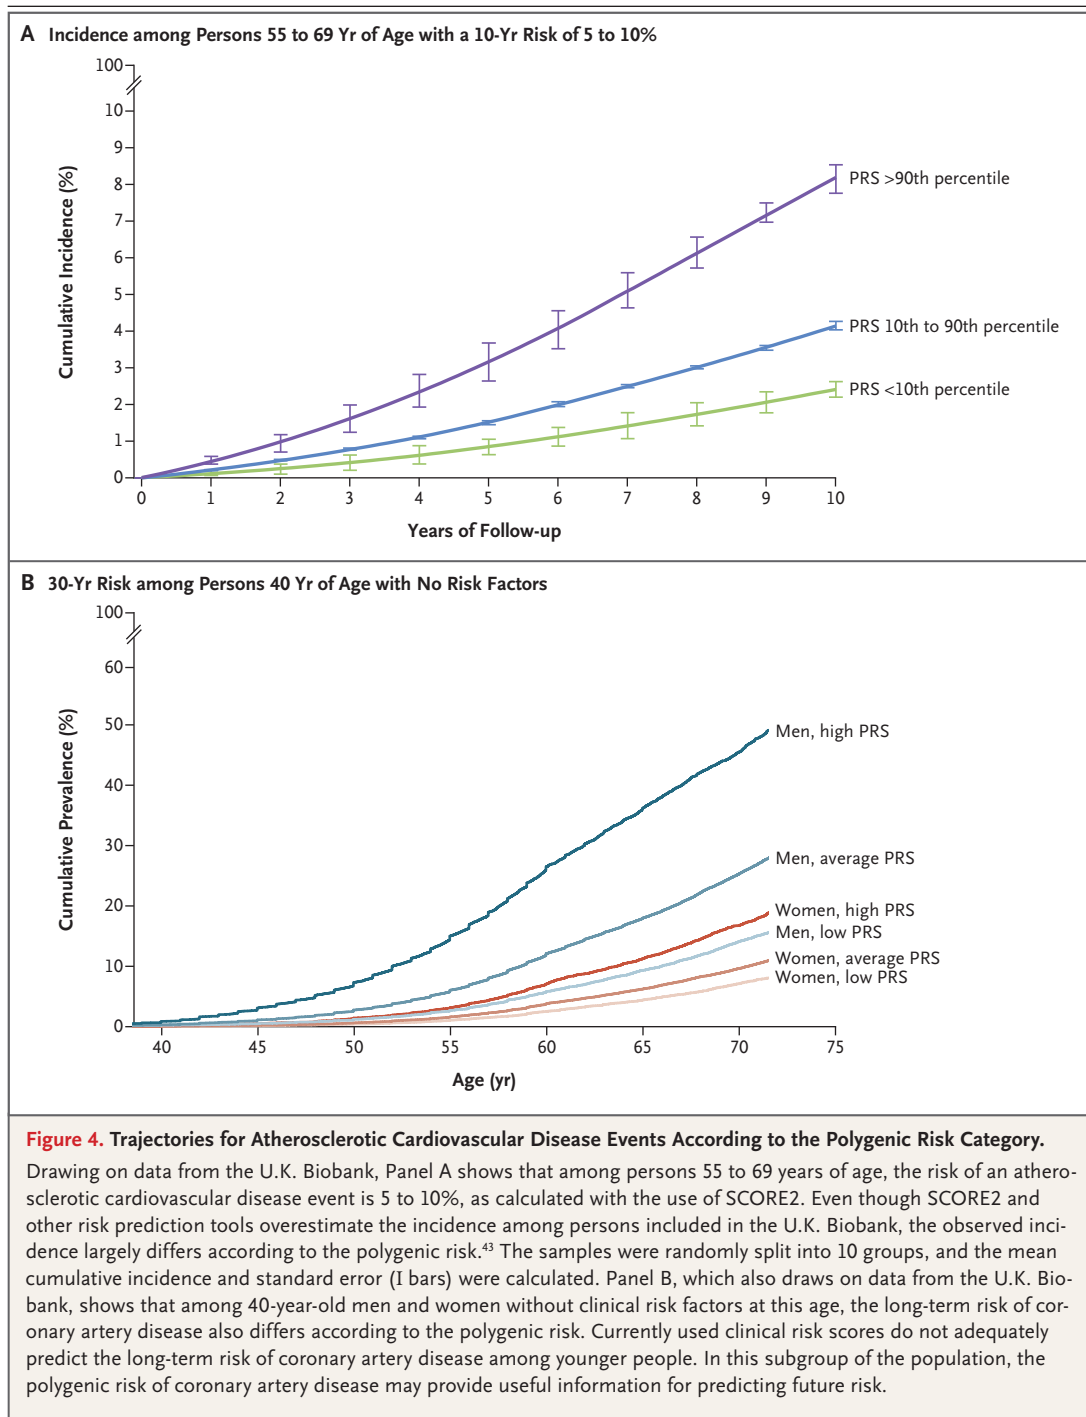 A Incidence among Persons 55 to 69 Yr of Age with a 10-Yr Risk of 5 to 10%
100
10
9
8
7
6
5
4
3
2
1
0
Cumulative Incidence (%)
PRS >90th percentile
PRS 10th to 90th percentile
PRS <10th percentile
0 1 2 3 4 5 6 7 8 9 10
Years of Follow-up
B 30-Yr Risk among Persons 40 Yr of Age with No Risk Factors
100
60
50
40
30
20
10
0
Cumulative Prevalence (%)
Men, high PRS
Men, average PRS
Women, high PRS
Men, low PRS
Women, average PRS
Women, low PRS
40 45 50 55 60 65 70 75
Age (yr)
Figure 4. Trajectories for Atherosclerotic Cardiovascular Disease Events According to the Polygenic Risk Category.
Drawing on data from the U.K. Biobank, Panel A shows that among persons 55 to 69 years of age, the risk of an athero-
sclerotic cardiovascular disease event is 5 to 10%, as calculated with the use of SCORE2. Even though SCORE2 and
other risk prediction tools overestimate the incidence among persons included in the U.K. Biobank, the observed inci-
dence largely differs according to the polygenic risk.43 The samples were randomly split into 10 groups, and the mean
cumulative incidence and standard error (I bars) were calculated. Panel B, which also draws on data from the U.K. Bio-
bank, shows that among 40-year-old men and women without clinical risk factors at this age, the long-term risk of cor-
onary artery disease also differs according to the polygenic risk. Currently used clinical risk scores do not adequately
predict the long-term risk of coronary artery disease among younger people. In this subgroup of the population, the
polygenic risk of coronary artery disease may provide useful information for predicting future risk.